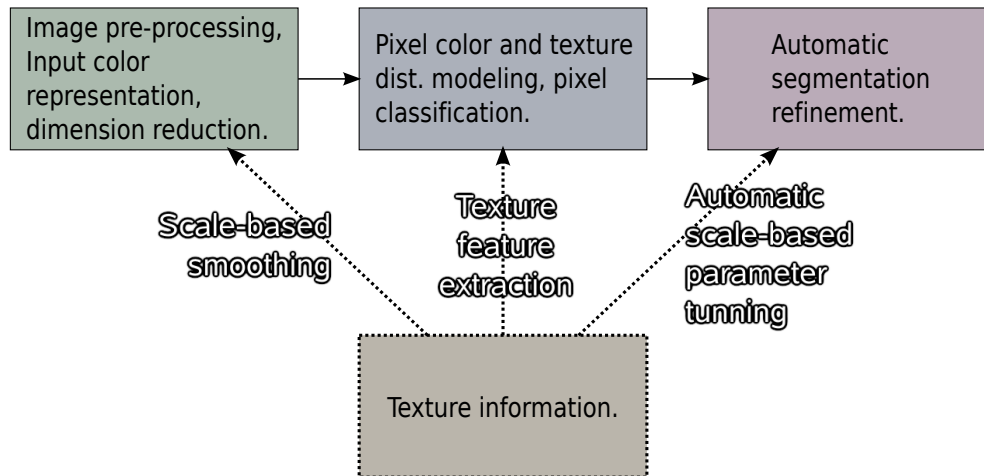 Image pre-processing,
Input color
representation,
dimension reduction.
Pixel color and texture
dist. modeling, pixel
classification.
Automatic
segmentation
refinement.
Scale-based
smoothing
Texture
feature
extraction
Automatic
scale-based
parameter
tunning
Texture information.